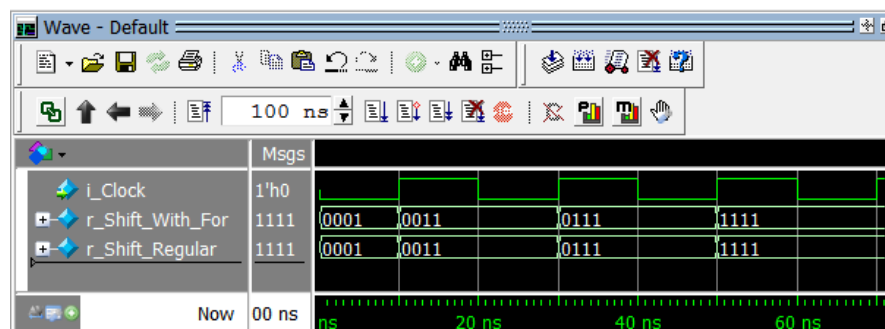 Wave - Default
100 ns
Msgs
i_Clock 1'h0
r_Shift_With_For 1111 0001 0011 0111 1111
r_Shift_Regular 1111 0001 0011 0111 1111
Now 00 ns ns 20 ns 40 ns 60 ns